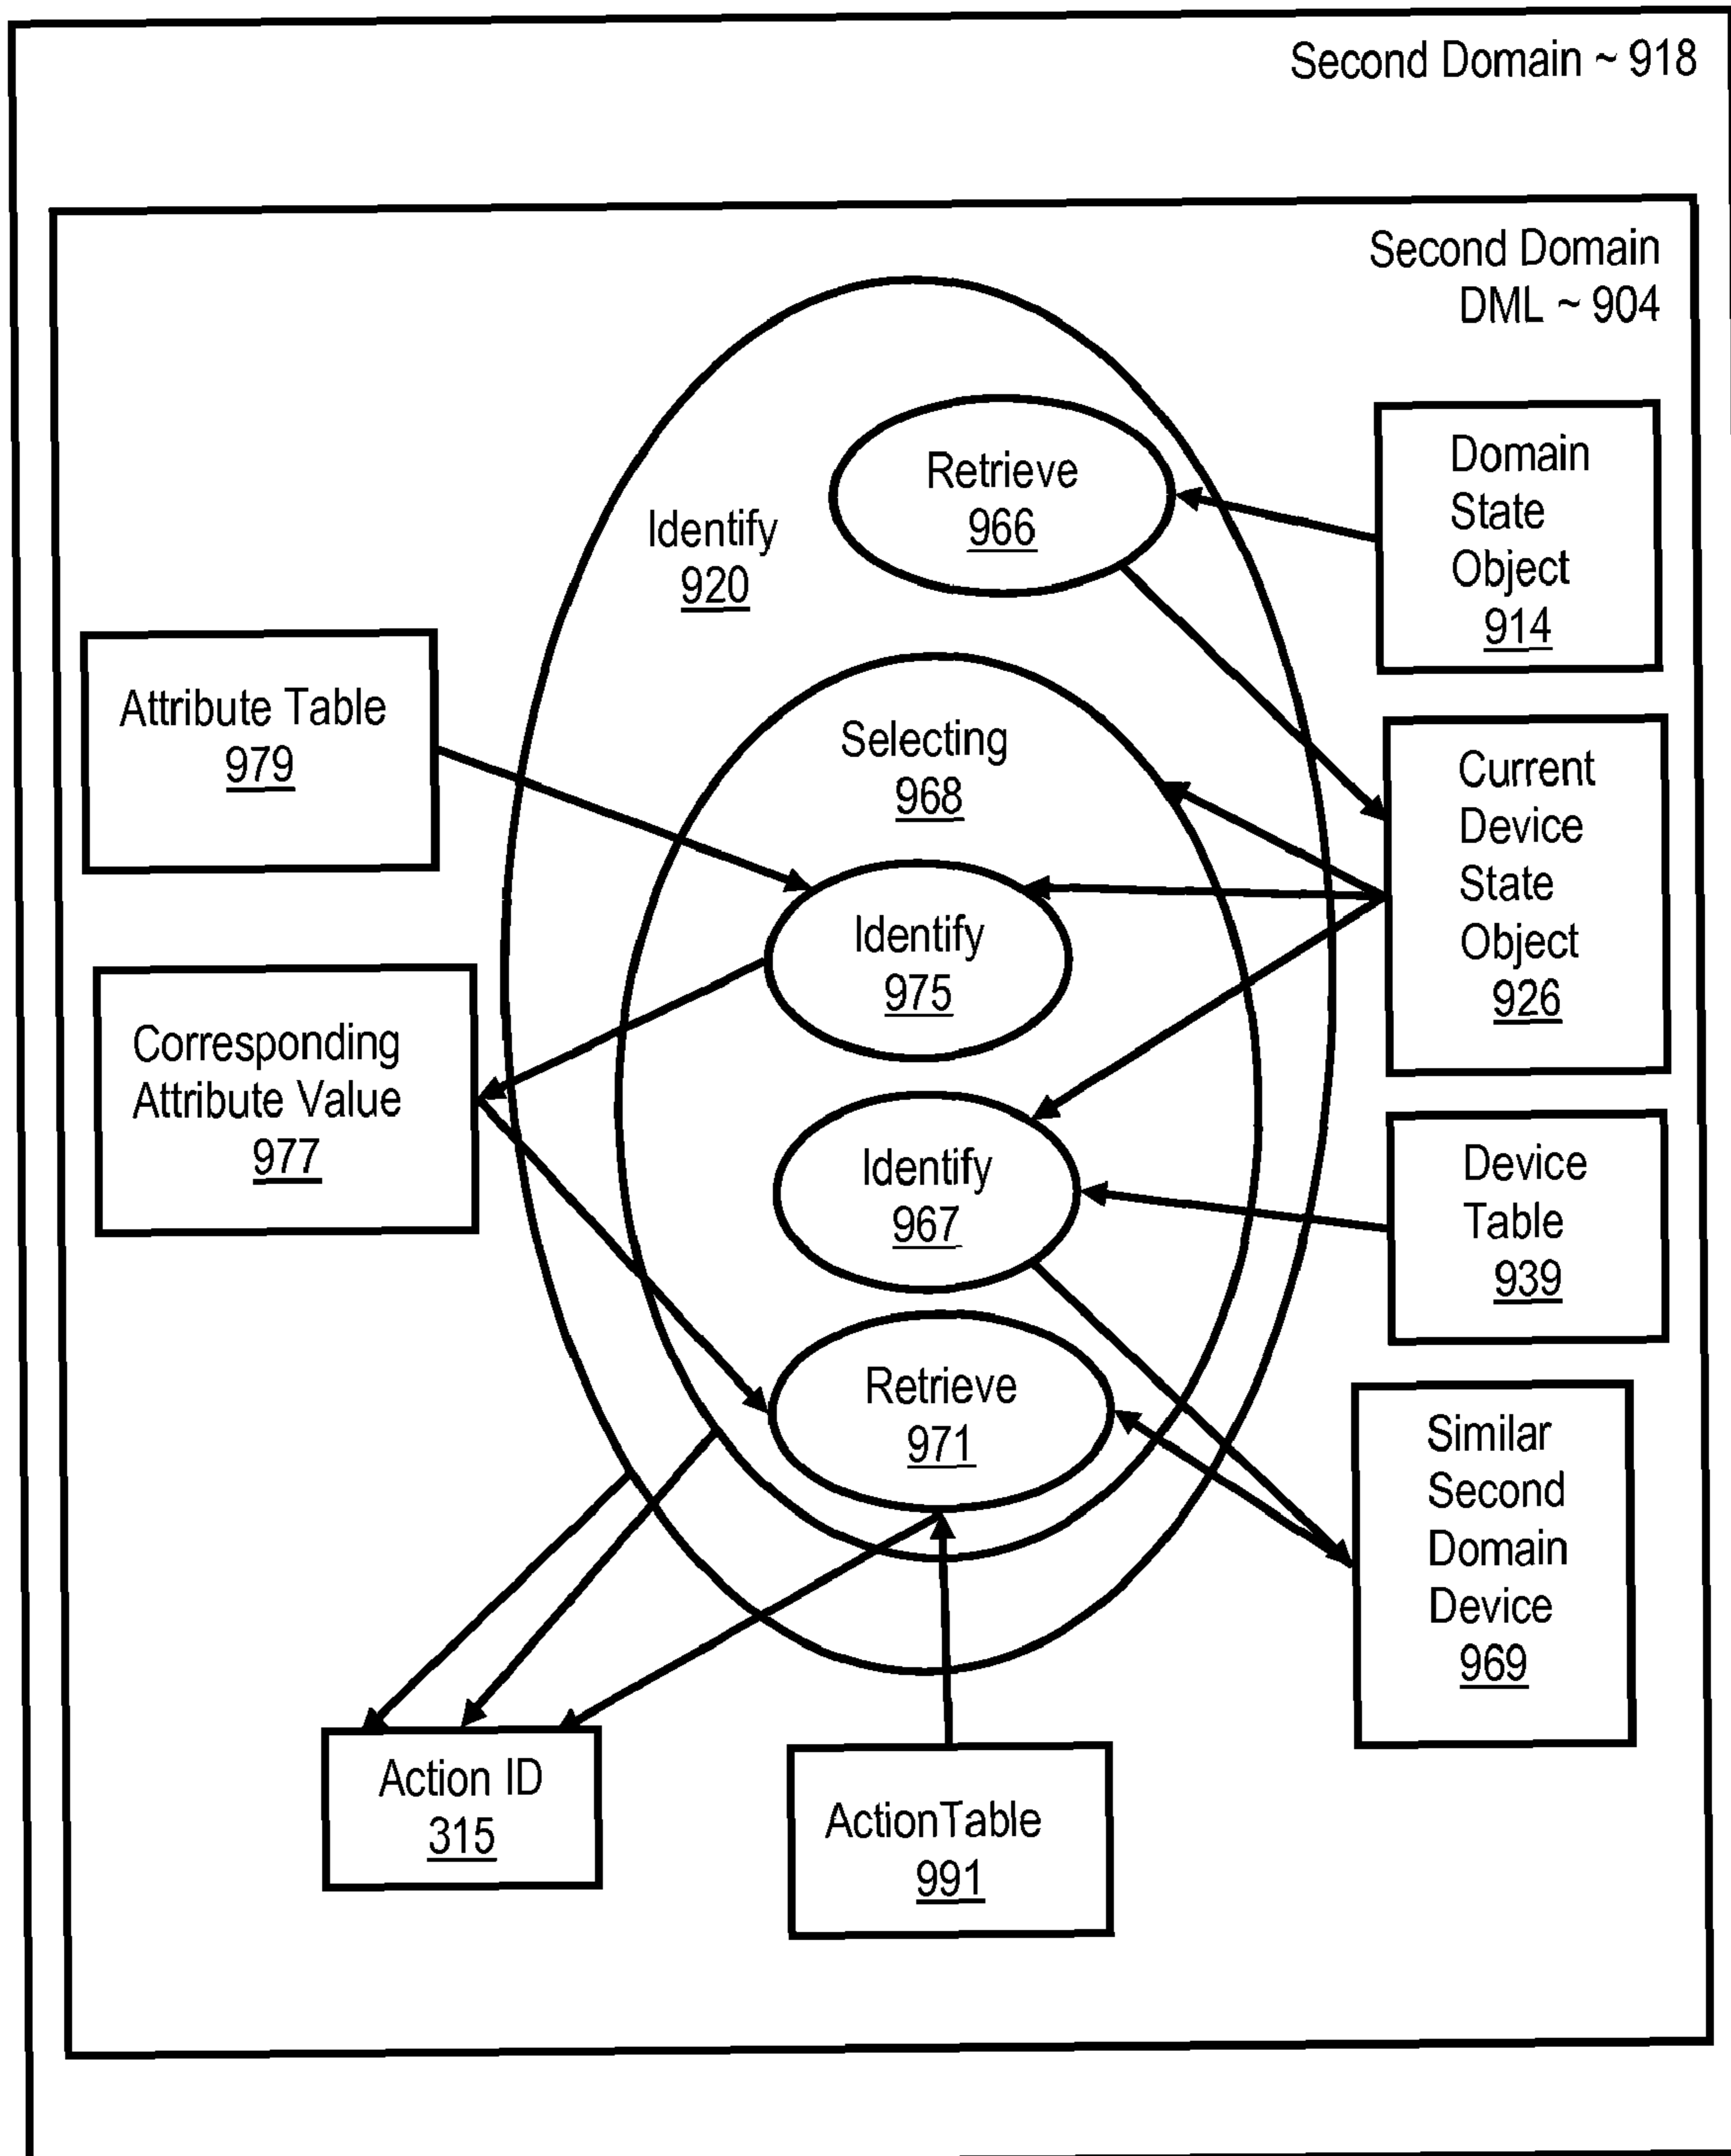 Second Domain ~ 918
Second Domain
DML ~ 904
Retrieve
966
Identify
920
Domain
State
Object
914
Attribute Table
979
Selecting
968
Current
Device
State
Object
926
Identify
975
Corresponding
Attribute Value
977
Identify
967
Device
Table
939
Retrieve
971
Similar
Second
Domain
Device
969
Action ID
315
ActionTable
991